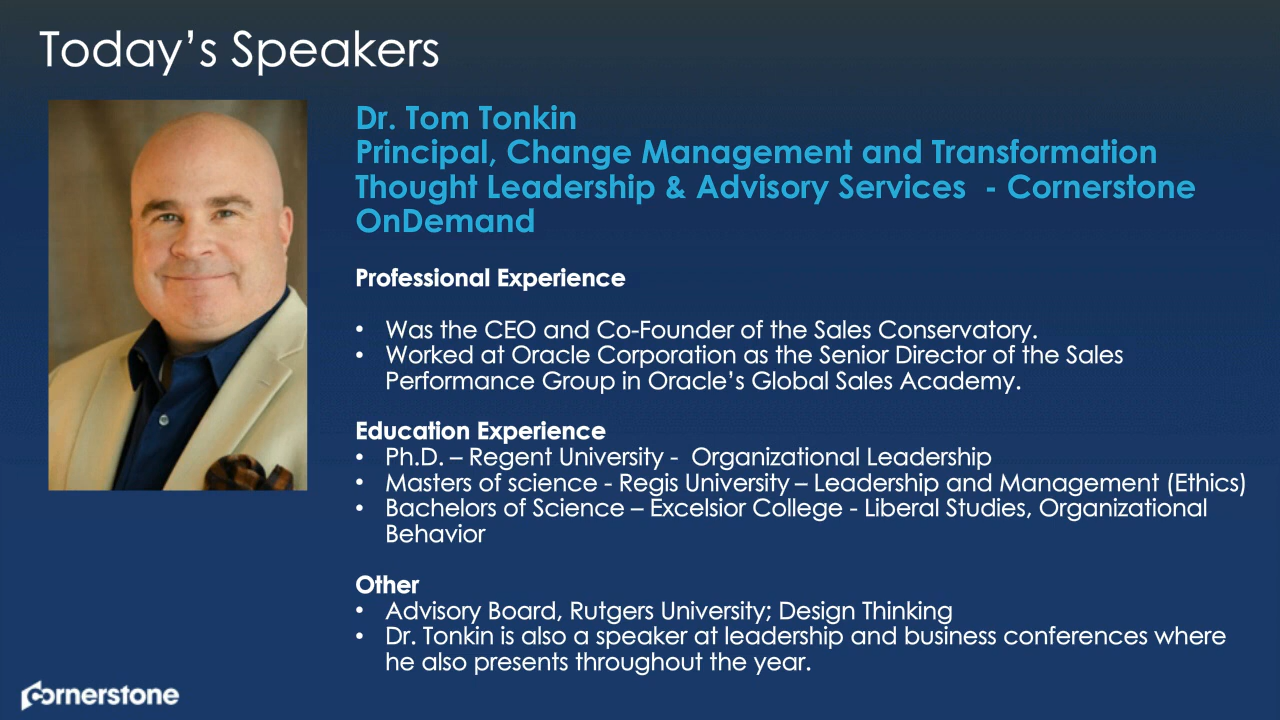 Today’s Speakers
Dr. Tom Tonkin
Principal, Change Management and Transformation
Thought Leadership & Advisory Services  - Cornerstone
OnDemand
Professional Experience
• Was the CEO and Co-Founder of the Sales Conservatory.
• Worked at Oracle Corporation as the Senior Director of the Sales
Performance Group in Oracle’s Global Sales Academy.
Education Experience
• Ph.D. – Regent University -  Organizational Leadership
• Masters of science - Regis University – Leadership and Management (Ethics)
• Bachelors of Science – Excelsior College - Liberal Studies, Organizational
Behavior
Other
• Advisory Board, Rutgers University; Design Thinking
• Dr. Tonkin is also a speaker at leadership and business conferences where
he also presents throughout the year.
Cornerstone